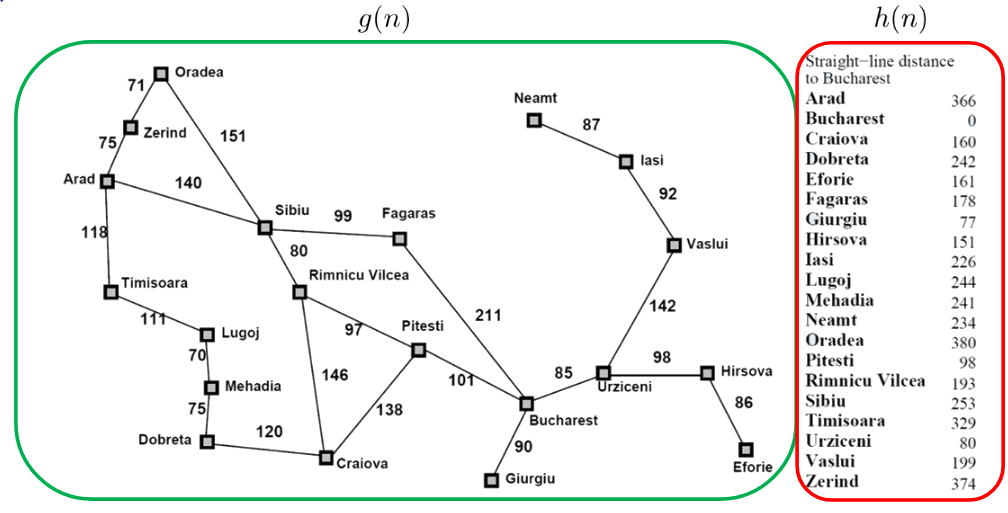 g(n)
h(n)
Oradea
71
Neamt
87
Zerind
151
75
Iasi
Arad
140
92
Sibiu
99
Fagaras
118
80
Vaslui
Rimnicu Vilcea
Timisoara
142
111
211
97
Pitesti
Lugoj
70
98
85
Hirsova
146
101
Urziceni
Mehadia
86
75
138
Bucharest
120
Dobreta
90
Craiova
Eforie
Giurgiu
Straight-line distance
to Bucharest
Arad 366
Bucharest 0
Craiova 160
Dobreta 242
Eforie 161
Fagaras 178
Giurgiu 77
Hirsova 151
Iasi 226
Lugoj 244
Mehadia 241
Neamt 234
Oradea 380
Pitesti 98
Rimnicu Vilcea 193
Sibiu 253
Timisoara 329
Urziceni 80
Vaslui 199
Zerind 374